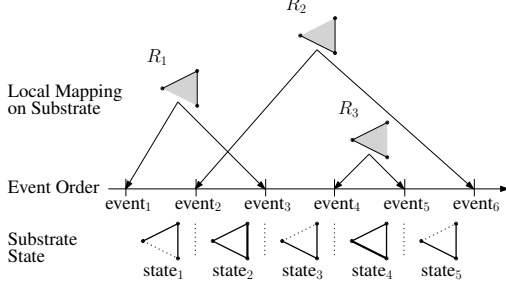 R2
R1
Local Mapping
on Substrate
R3
Event Order
event1 event2 event3 event4 event5 event6
Substrate
State
state1 state2 state3 state4 state5